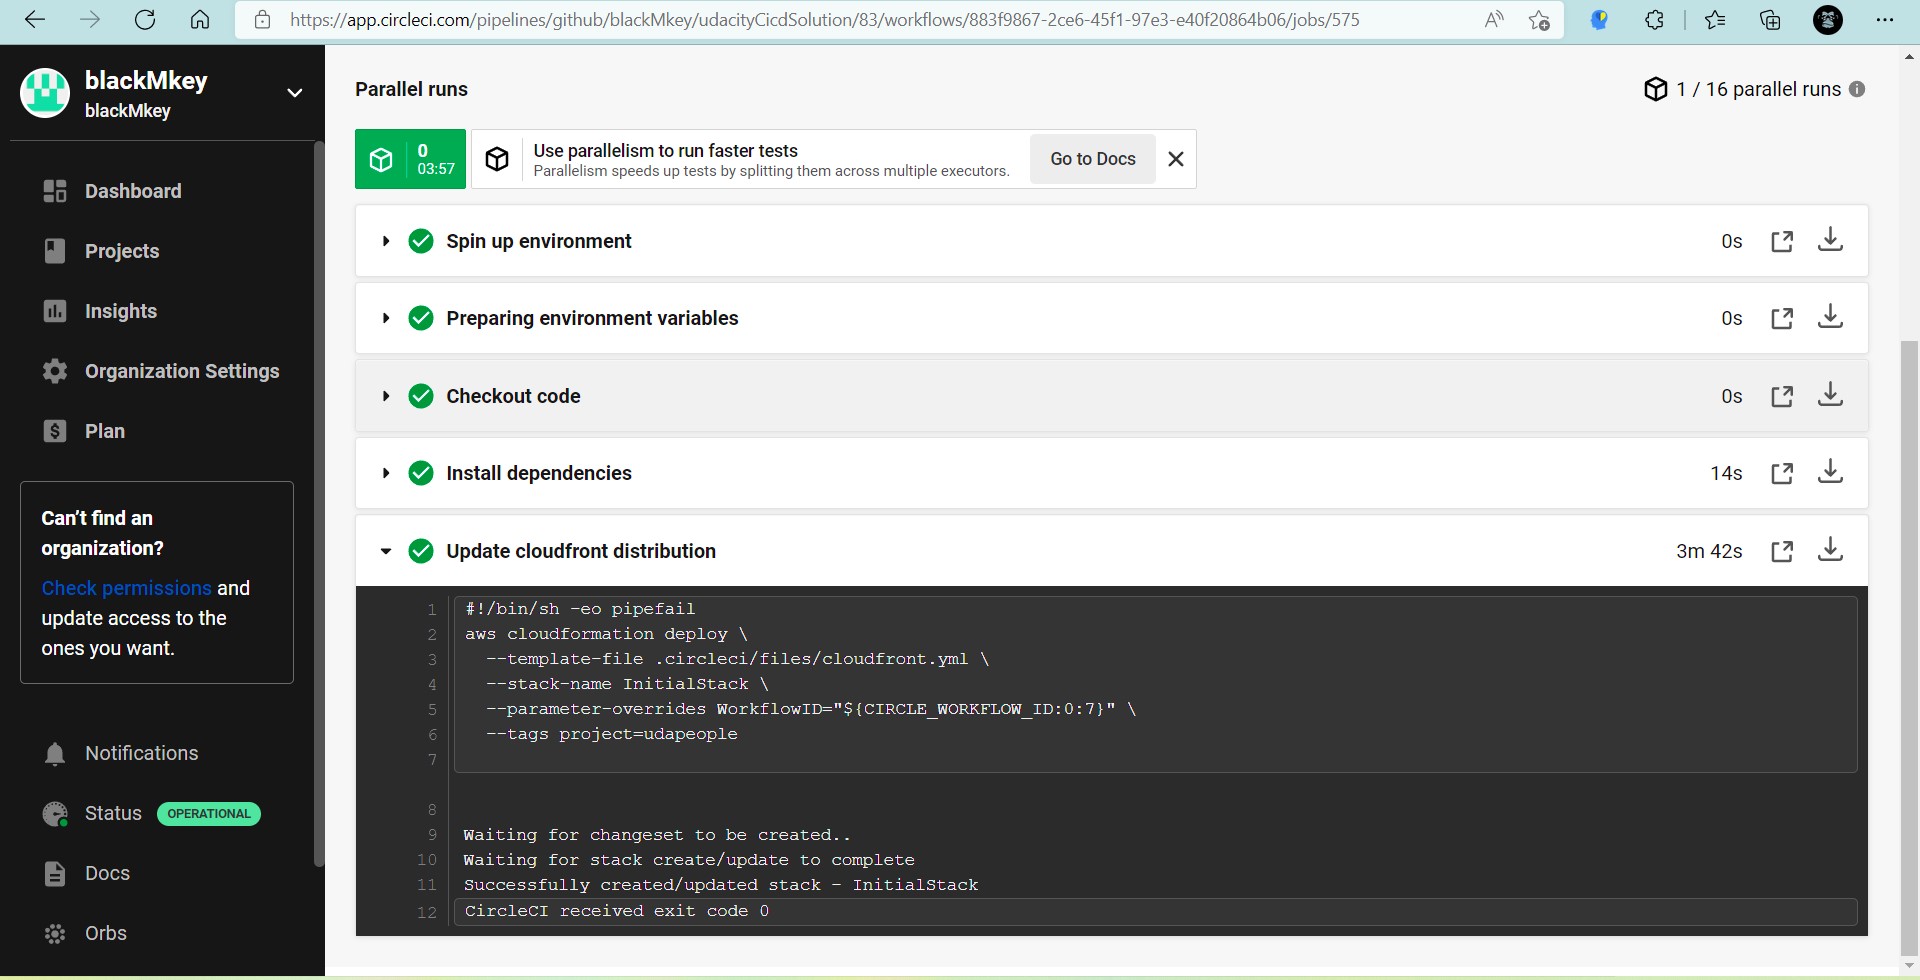 https://app.circleci.com/pipelines/github/blackMkey/udacityCicdSolution/83/workflows/883f9867-2ce6-45f1-97e3-e40f20864b06/jobs/575
blackMkey
blackMkey
Dashboard
Projects
Insights
Organization Settings
Plan
Can't find an
organization?
Check permissions and
update access to the
ones you want.
Notifications
Status OPERATIONAL
Docs
Orbs
Parallel runs
1 / 16 parallel runs
0
03:57
Use parallelism to run faster tests
Parallelism speeds up tests by splitting them across multiple executors.
Go to Docs
Spin up environment 0s
Preparing environment variables 0s
Checkout code 0s
Install dependencies 14s
Update cloudfront distribution 3m 42s
1 #!/bin/sh -eo pipefail
2 aws cloudformation deploy \
3 --template-file .circleci/files/cloudfront.yml \
4 --stack-name InitialStack \
5 --parameter-overrides WorkflowID="${CIRCLE_WORKFLOW_ID:0:7}" \
6 --tags project=udapeople
7
8
9 Waiting for changeset to be created..
10 Waiting for stack create/update to complete
11 Successfully created/updated stack - InitialStack
12 CircleCI received exit code 0